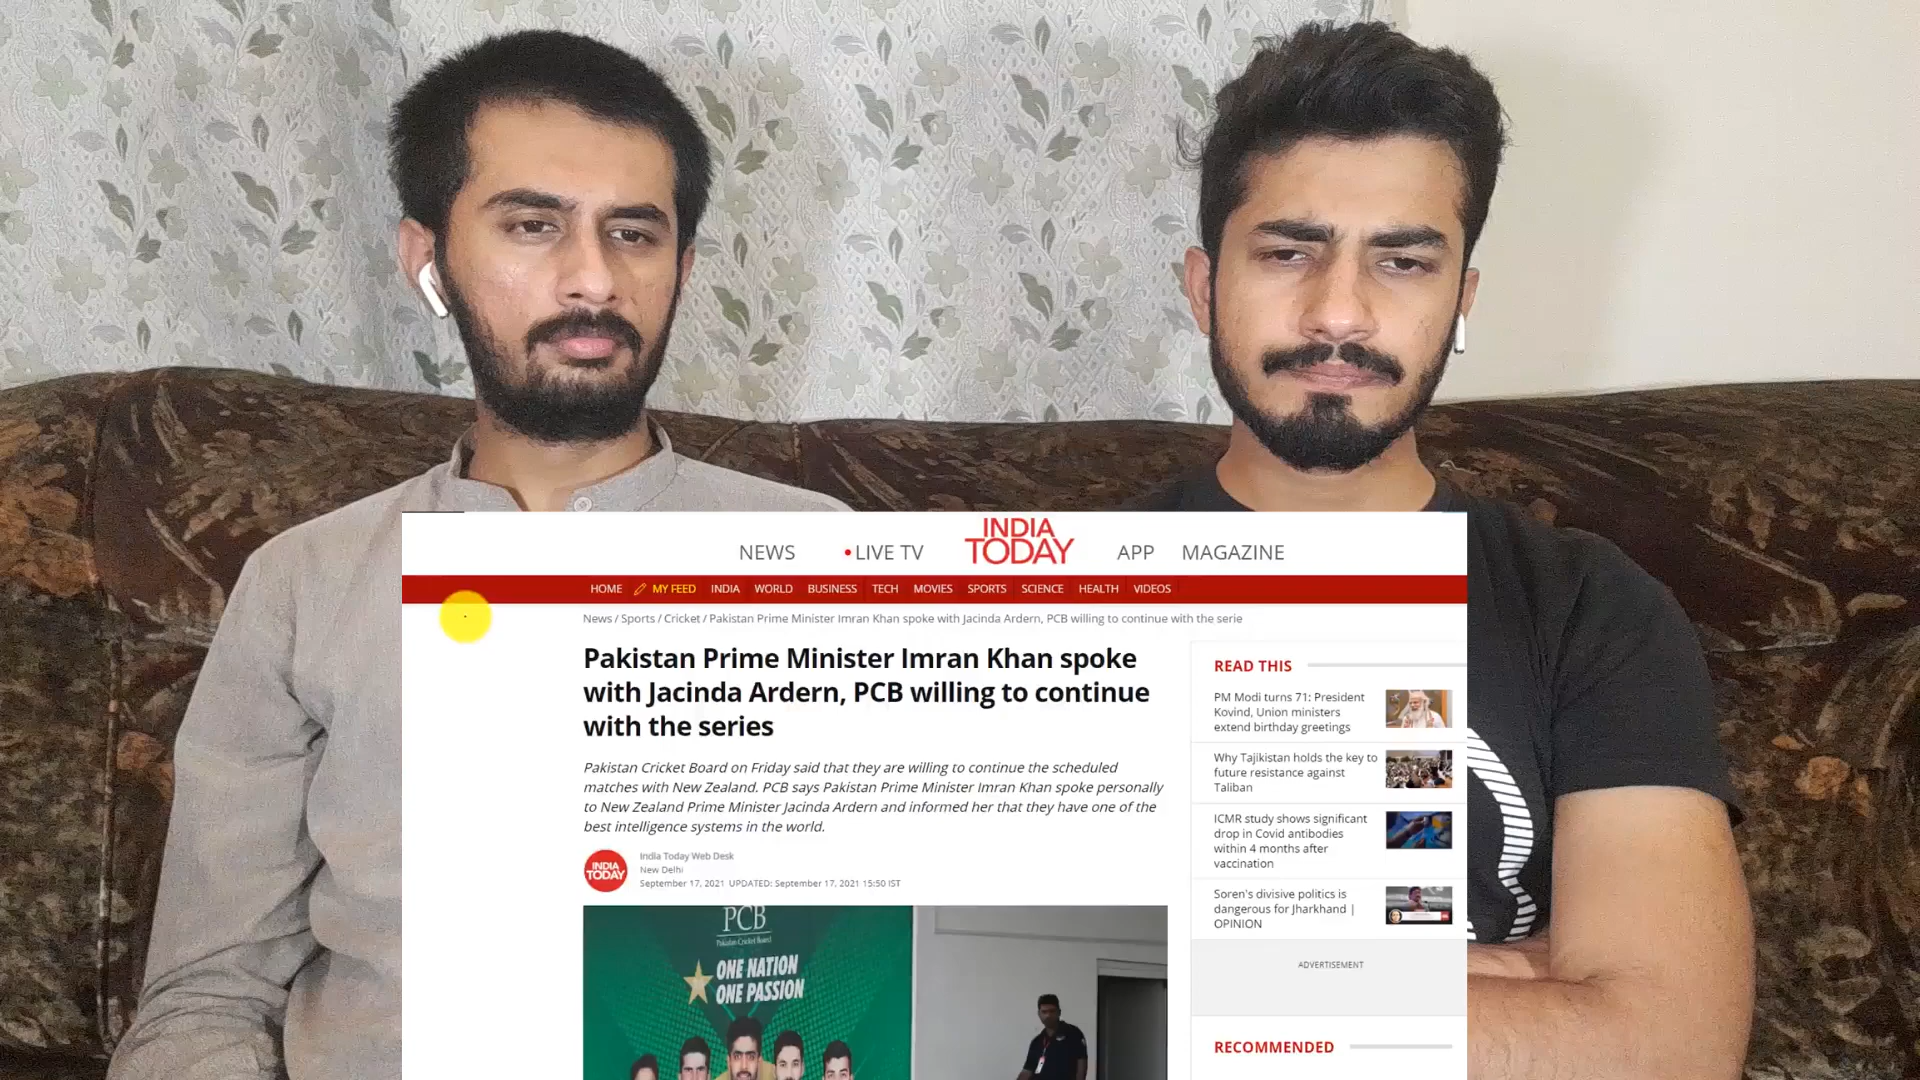 INDIA
TODAY
NEWS
LIVE TV
APP
MAGAZINE
HOME
MY FEED
INDIA
WORLD
BUSINESS
TECH
MOVIES
SPORTS
SCIENCE
HEALTH
VIDEOS
News / Sports / Cricket / Pakistan Prime Minister Imran Khan spoke with Jacinda Ardern, PCB willing to continue with the serie
Pakistan Prime Minister Imran Khan spoke
with Jacinda Ardern, PCB willing to continue
with the series
Pakistan Cricket Board on Friday said that they are willing to continue the scheduled
matches with New Zealand. PCB says Pakistan Prime Minister Imran Khan spoke personally
to New Zealand Prime Minister Jacinda Ardern and informed her that they have one of the
best intelligence systems in the world.
INDIA
TODAY
India Today Web Desk
New Delhi
September 17, 2021 UPDATED: September 17, 2021 15:50 IST
PCB
Pakistan Cricket Board
ONE NATION
ONE PASSION
READ THIS
PM Modi turns 71: President
Kovind, Union ministers
extend birthday greetings
Why Tajikistan holds the key to
future resistance against
Taliban
ICMR study shows significant
drop in Covid antibodies
within 4 months after
vaccination
Soren's divisive politics is
dangerous for Jharkhand |
OPINION
ADVERTISEMENT
RECOMMENDED